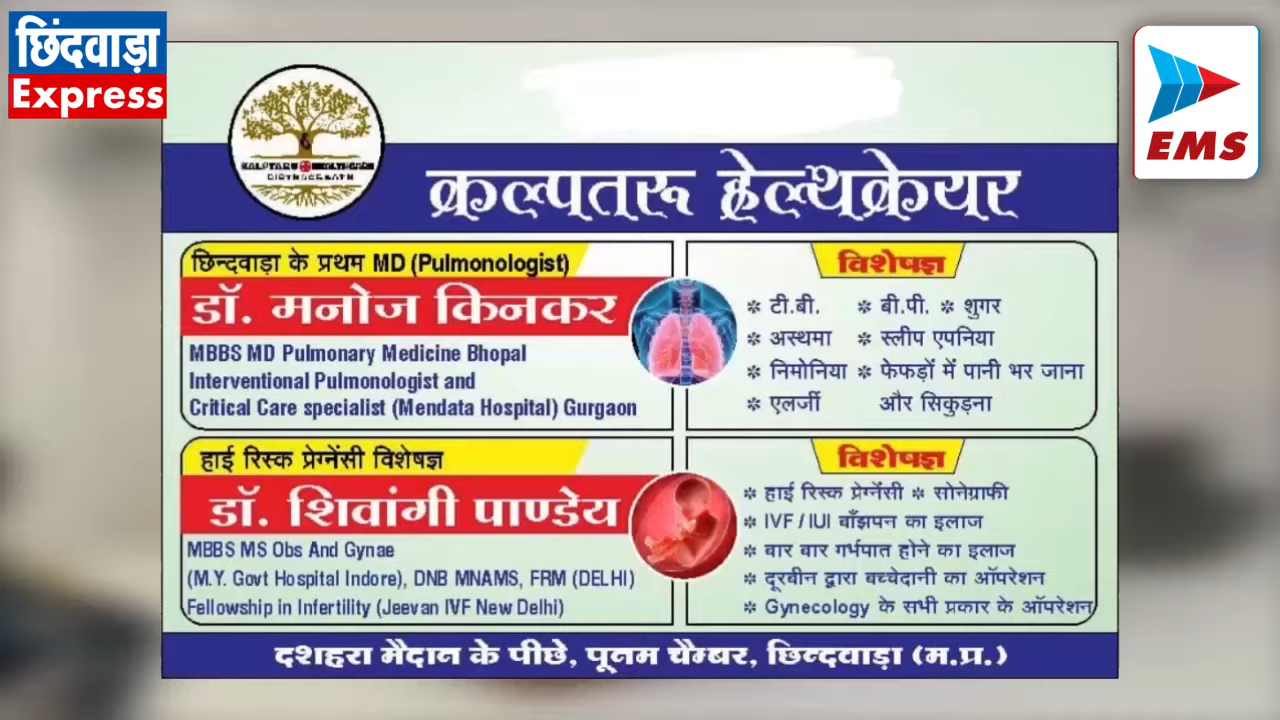 छिंदवाड़ा
Express
EMS
KALPTARU HEALTHCARE
क्रल्पतरू हेल्थक्रेयर
छिन्दवाड़ा के प्रथम MD (Pulmonologist)
डॉ. मनोज किनकर
MBBS MD Pulmonary Medicine Bhopal
Interventional Pulmonologist and
Critical Care specialist (Mendata Hospital) Gurgaon
विशेषज्ञ
❇ टी.बी. ❇ बी.पी. ❇ शुगर
❇ अस्थमा ❇ स्लीप एपनिया
❇ निमोनिया ❇ फेफड़ों में पानी भर जाना
❇ एलर्जी और सिकुड़ना
हाई रिस्क प्रेग्नेंसी विशेषज्ञ
डॉ. शिवांगी पाण्डेय
MBBS MS Obs And Gynae
(M.Y. Govt Hospital Indore), DNB MNAMS, FRM (DELHI)
Fellowship in Infertility (Jeevan IVF New Delhi)
विशेषज्ञ
❇ हाई रिस्क प्रेग्नेंसी ❇ सोनेग्राफी
❇ IVF / IUI बाँझपन का इलाज
❇ बार बार गर्भपात होने का इलाज
❇ दूरबीन द्वारा बच्चेदानी का ऑपरेशन
❇ Gynecology के सभी प्रकार के ऑपरेशन
दशहरा मैदान के पीछे, पूनम चैम्बर, छिन्दवाड़ा (म.प्र.)